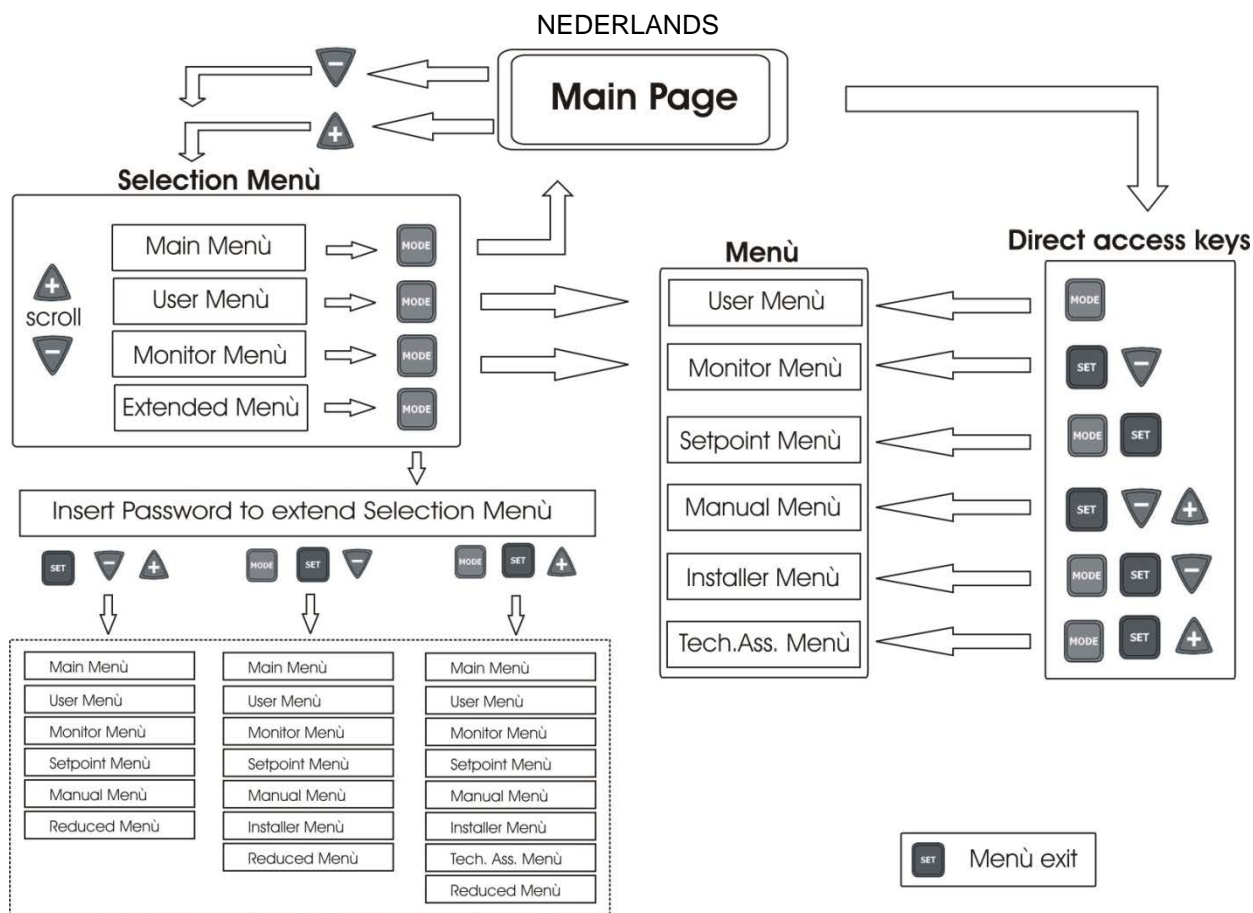 NEDERLANDS
Main Page
Selection Menù
Main Menù
MODE
User Menù
MODE
scroll
Monitor Menù
MODE
Extended Menù
MODE
Insert Password to extend Selection Menù
SET
MODE SET
MODE SET
Main Menù
User Menù
Monitor Menù
Setpoint Menù
Manual Menù
Reduced Menù
Main Menù
User Menù
Monitor Menù
Setpoint Menù
Manual Menù
Installer Menù
Reduced Menù
Main Menù
User Menù
Monitor Menù
Setpoint Menù
Manual Menù
Installer Menù
Tech. Ass. Menù
Reduced Menù
Menù
User Menù
Monitor Menù
Setpoint Menù
Manual Menù
Installer Menù
Tech.Ass. Menù
Direct access keys
MODE
SET
MODE SET
SET
MODE SET
MODE SET
SET Menù exit